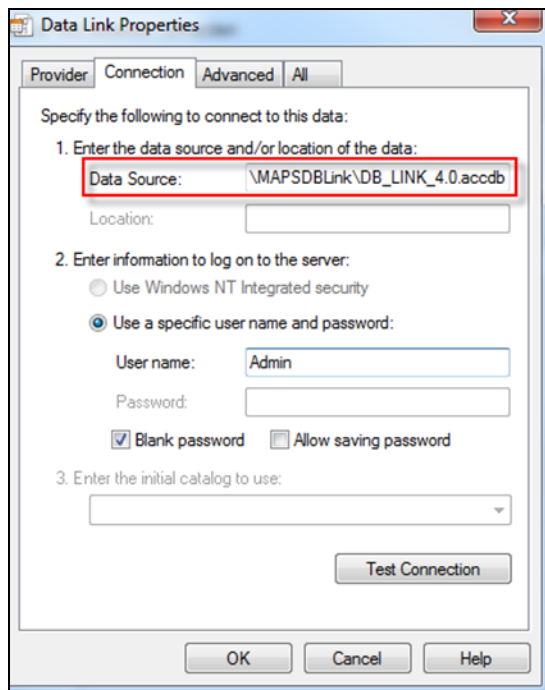 Data Link Properties
Provider Connection Advanced All
Specify the following to connect to this data:
1. Enter the data source and/or location of the data:
Data Source: \MAPSDBLink\DB_LINK_4.0.accdb
Location:
2. Enter information to log on to the server:
Use Windows NT Integrated security
Use a specific user name and password:
User name: Admin
Password:
Blank password Allow saving password
3. Enter the initial catalog to use:
Test Connection
OK Cancel Help